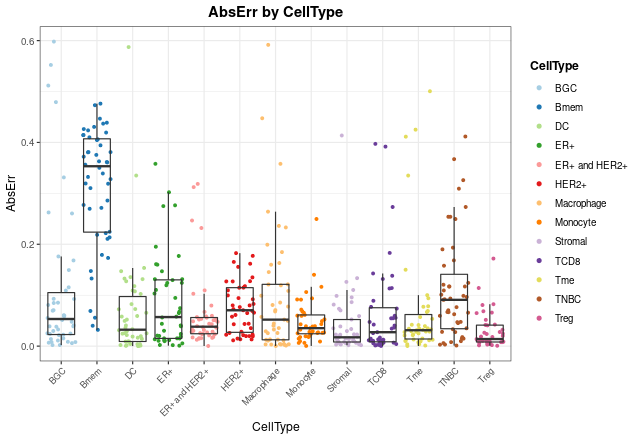 AbsErr by CellType
AbsErr
0.6
0.4
0.2
0.0
BGC
Bmem
DC
ER+
ER+ and HER2+
HER2+
Macrophage
Monocyte
Stromal
TCD8
Tme
TNBC
Treg
CellType
CellType
BGC
Bmem
DC
ER+
ER+ and HER2+
HER2+
Macrophage
Monocyte
Stromal
TCD8
Tme
TNBC
Treg